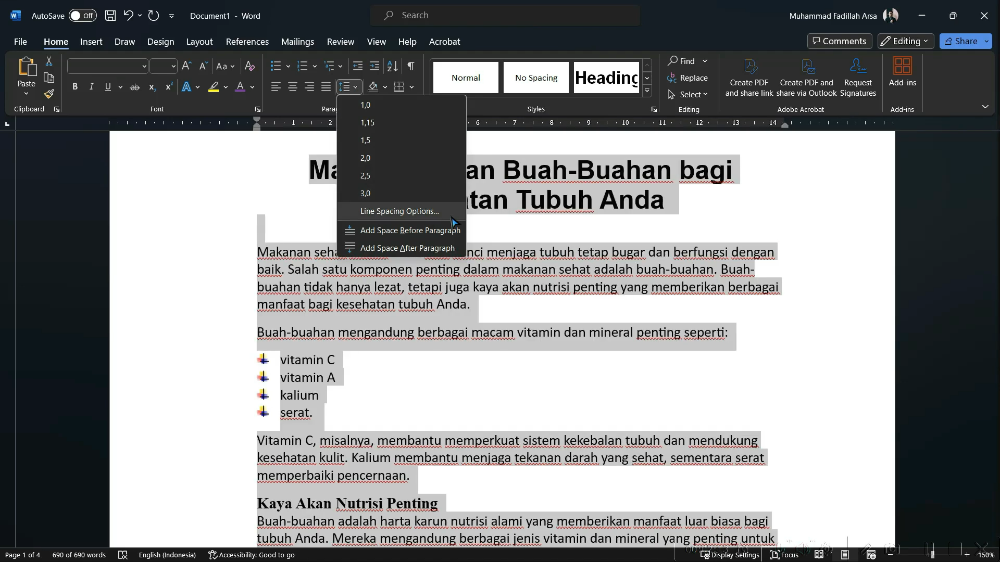 AutoSave Off Document1 - Word Search Muhammad Fadillah Arsa
File Home Insert Draw Design Layout References Mailings Review View Help Acrobat Comments Editing Share
Paste
Clipboard
Aa
B I U ab x₂ x² A A
Font
Normal
No Spacing
Heading
Styles
Find
Replace
Select
Editing
Create PDF and share link
Create PDF and share via Outlook
Request Signatures
Adobe Acrobat
Add-ins
Add-ins
1 2 6 7 8 9 10 11 12 13 14
1,0
1,15
1,5
2,0
2,5
3,0
Line Spacing Options...
Add Space Before Paragraph
Add Space After Paragraph
Buah-Buahan bagi
Tubuh Anda
Makanan menjaga tubuh tetap bugar dan berfungsi dengan
baik. Salah satu komponen penting dalam makanan sehat adalah buah-buahan. Buah-
buahan tidak hanya lezat, tetapi juga kaya akan nutrisi penting yang memberikan berbagai
manfaat bagi kesehatan tubuh Anda.
Buah-buahan mengandung berbagai macam vitamin dan mineral penting seperti:
vitamin C
vitamin A
kalium
serat.
Vitamin C, misalnya, membantu memperkuat sistem kekebalan tubuh dan mendukung
kesehatan kulit. Kalium membantu menjaga tekanan darah yang sehat, sementara serat
memperbaiki pencernaan.
Kaya Akan Nutrisi Penting
Buah-buahan adalah harta karun nutrisi alami yang memberikan manfaat luar biasa bagi
tubuh Anda. Mereka mengandung berbagai jenis vitamin dan mineral yang penting untuk
Page 1 of 4 690 of 690 words English (Indonesia) Accessibility: Good to go Display Settings Focus 150%